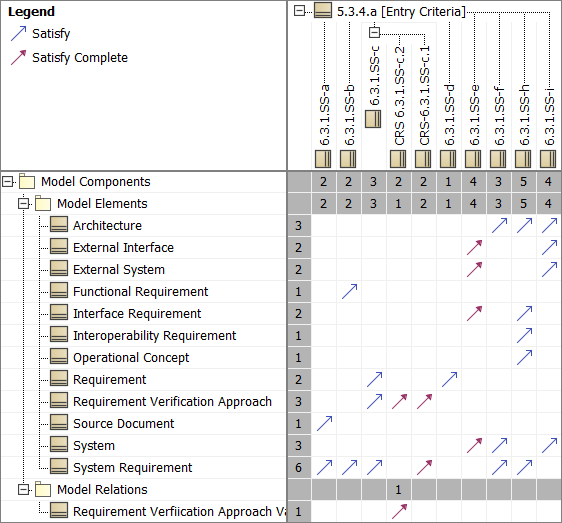 Legend
Satisfy
Satisfy Complete
5.3.4.a [Entry Criteria]
6.3.1.SS-a
6.3.1.SS-b
6.3.1.SS-c
CRS 6.3.1.SS-c.2
CRS-6.3.1.SS-c.1
6.3.1.SS-d
6.3.1.SS-e
6.3.1.SS-f
6.3.1.SS-h
6.3.1.SS-i
Model Components 2 2 3 2 2 1 4 3 5 4
Model Elements 2 2 3 1 2 1 4 3 5 4
Architecture 3
External Interface 2
External System 2
Functional Requirement 1
Interface Requirement 2
Interoperability Requirement 1
Operational Concept 1
Requirement 2
Requirement Verification Approach 3
Source Document 1
System 3
System Requirement 6
Model Relations 1
Requirement Verfiication Approach Va 1